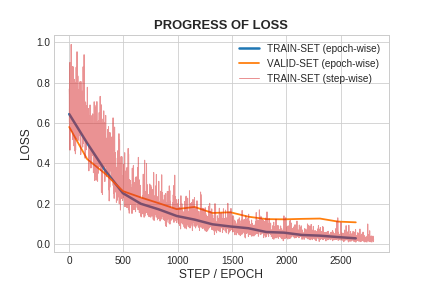 PROGRESS OF LOSS
TRAIN-SET (epoch-wise)
VALID-SET (epoch-wise)
TRAIN-SET (step-wise)
LOSS
1.0
0.8
0.6
0.4
0.2
0.0
0 500 1000 1500 2000 2500
STEP / EPOCH